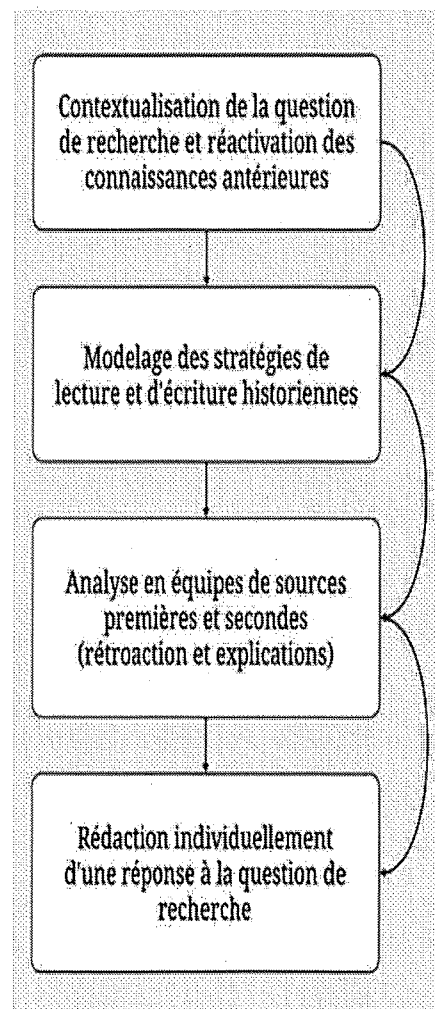 Contextualisation de la question
de recherche et réactivation des
connaissances antérieures
Modelage des stratégies de
lecture et d'écriture historiennes
Analyse en équipes de sources
premières et secondes
(rétroaction et explications)
Rédaction individuellement
d'une réponse à la question de
recherche